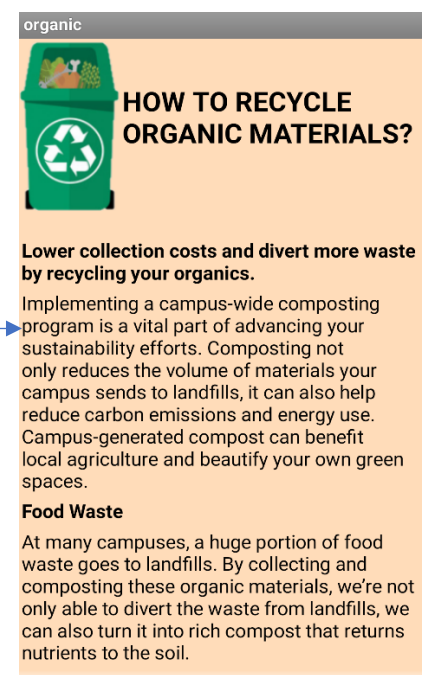 organic
HOW TO RECYCLE
ORGANIC MATERIALS?
Lower collection costs and divert more waste
by recycling your organics.
Implementing a campus-wide composting
program is a vital part of advancing your
sustainability efforts. Composting not
only reduces the volume of materials your
campus sends to landfills, it can also help
reduce carbon emissions and energy use.
Campus-generated compost can benefit
local agriculture and beautify your own green
spaces.
Food Waste
At many campuses, a huge portion of food
waste goes to landfills. By collecting and
composting these organic materials, we’re not
only able to divert the waste from landfills, we
can also turn it into rich compost that returns
nutrients to the soil.